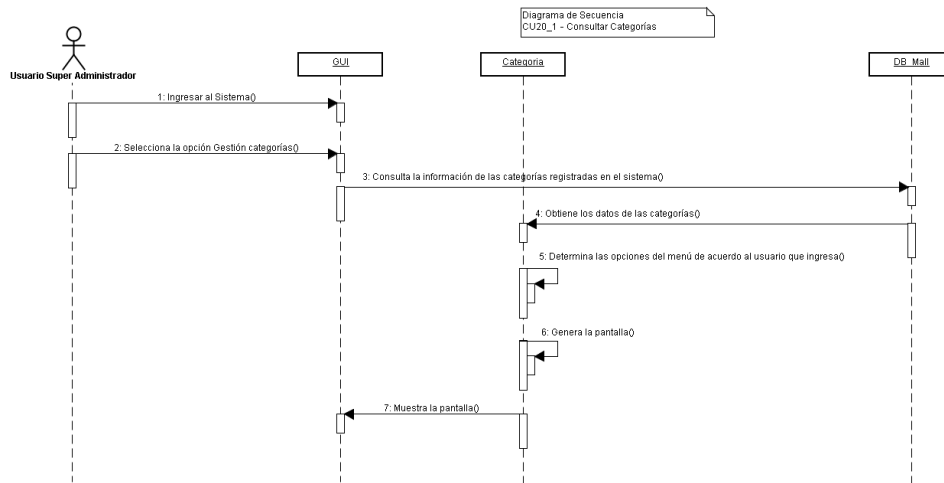 Diagrama de Secuencia
CU20_1 - Consultar Categorías
Usuario Super Administrador
GUI
Categoria
DB_Mall
1: Ingresar al Sistema()
2: Selecciona la opción Gestión categorías()
3: Consulta la información de las categorías registradas en el sistema()
4: Obtiene los datos de las categorías()
5: Determina las opciones del menú de acuerdo al usuario que ingresa()
6: Genera la pantalla()
7: Muestra la pantalla()